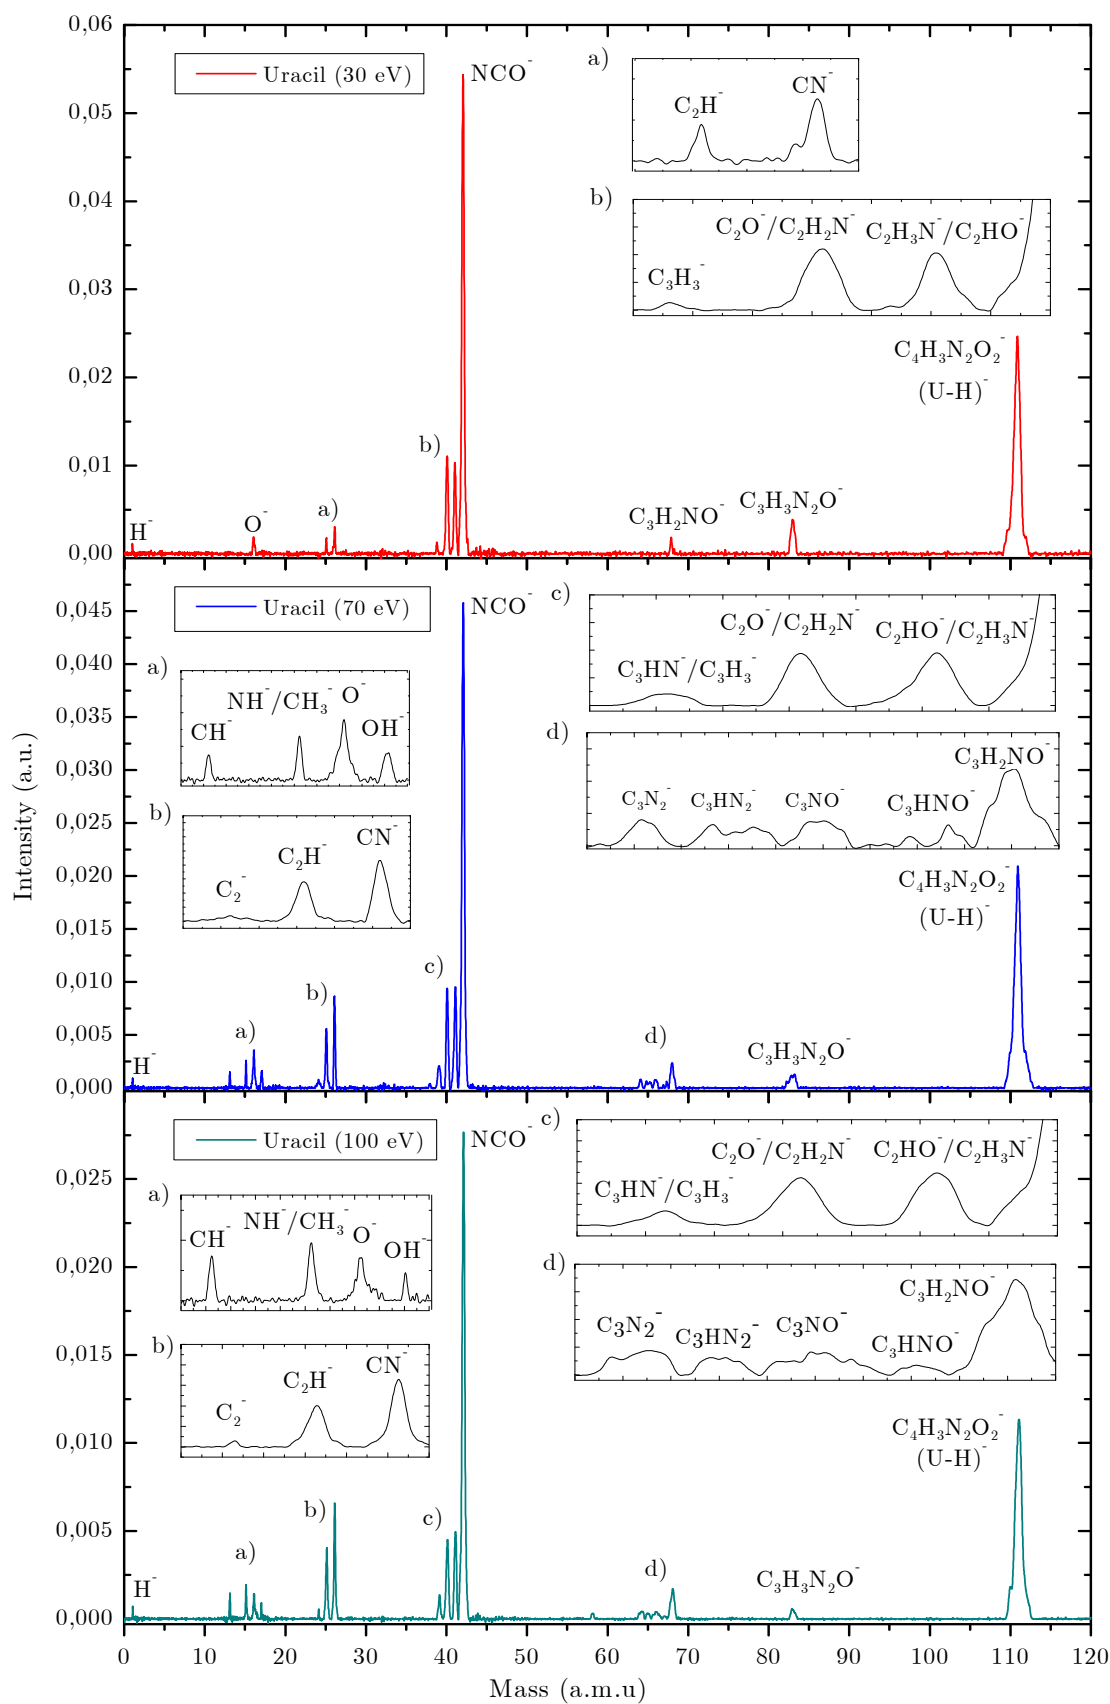 0,06
0,05
0,04
0,03
0,02
0,01
0,00
Uracil (30 eV)
NCO⁻
a)
C₂H⁻
CN⁻
b)
C₂O⁻/C₂H₂N⁻
C₂H₃N⁻/C₂HO⁻
C₃H₃⁻
C₄H₃N₂O₂⁻
(U-H)⁻
b)
H⁻
O⁻
a)
C₃H₂NO⁻
C₃H₃N₂O⁻
0,045
0,040
0,035
0,030
0,025
0,020
0,015
0,010
0,005
0,000
Intensity (a.u.)
Uracil (70 eV)
NCO⁻
a)
CH⁻
NH⁻/CH₃⁻
O⁻
OH⁻
b)
C₂⁻
C₂H⁻
CN⁻
c)
C₃HN⁻/C₃H₃⁻
C₂O⁻/C₂H₂N⁻
C₂HO⁻/C₂H₃N⁻
d)
C₃N₂⁻
C₃HN₂⁻
C₃NO⁻
C₃HNO⁻
C₃H₂NO⁻
C₄H₃N₂O₂⁻
(U-H)⁻
H⁻
a)
b)
c)
d)
C₃H₃N₂O⁻
0,025
0,020
0,015
0,010
0,005
0,000
Uracil (100 eV)
NCO⁻
a)
CH⁻
NH⁻/CH₃⁻
O⁻
OH⁻
b)
C₂⁻
C₂H⁻
CN⁻
c)
C₃HN⁻/C₃H₃⁻
C₂O⁻/C₂H₂N⁻
C₂HO⁻/C₂H₃N⁻
d)
C₃N₂⁻
C₃HN₂⁻
C₃NO⁻
C₃HNO⁻
C₃H₂NO⁻
C₄H₃N₂O₂⁻
(U-H)⁻
H⁻
a)
b)
c)
d)
C₃H₃N₂O⁻
0 10 20 30 40 50 60 70 80 90 100 110 120
Mass (a.m.u)